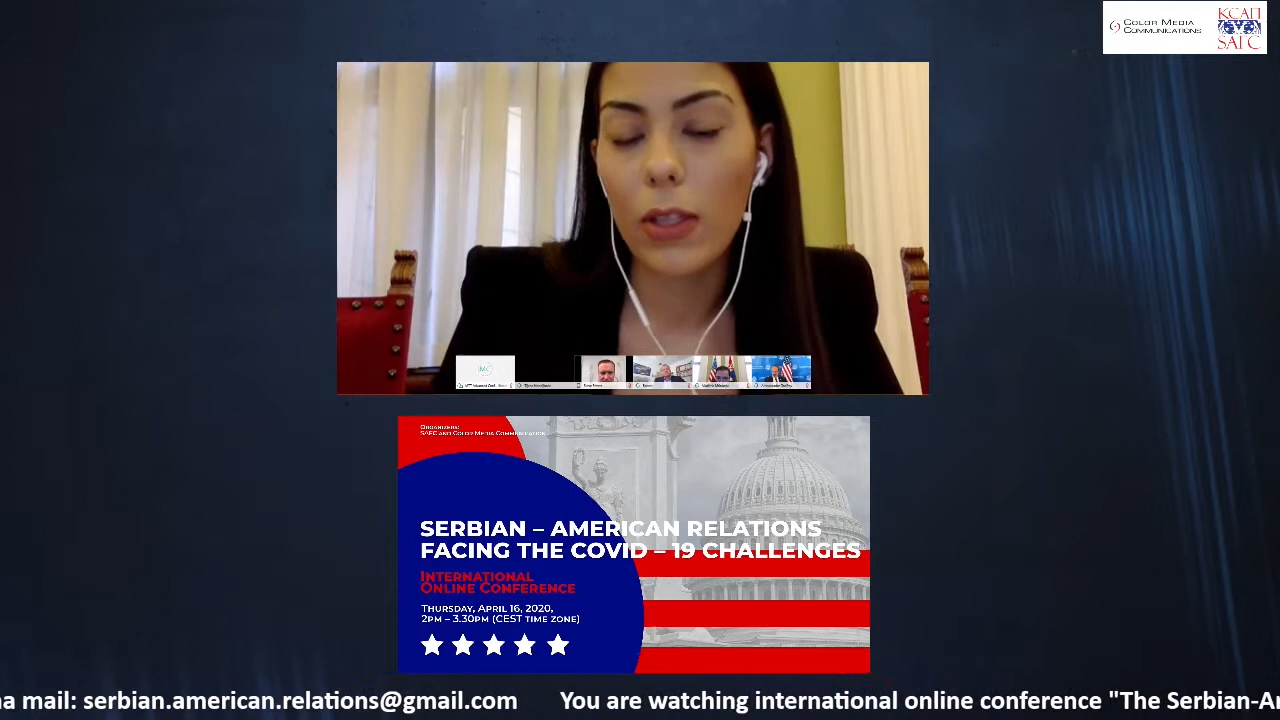 COLOR MEDIA
COMMUNICATIONS
КСАП
SAFC
ORGANIZERS:
SAFC AND COLOR MEDIA COMMUNICATION
SERBIAN – AMERICAN RELATIONS
FACING THE COVID – 19 CHALLENGES
INTERNATIONAL
ONLINE CONFERENCE
THURSDAY, APRIL 16, 2020,
2PM – 3.30PM (CEST TIME ZONE)
na mail: serbian.american.relations@gmail.com You are watching international online conference "The Serbian-A